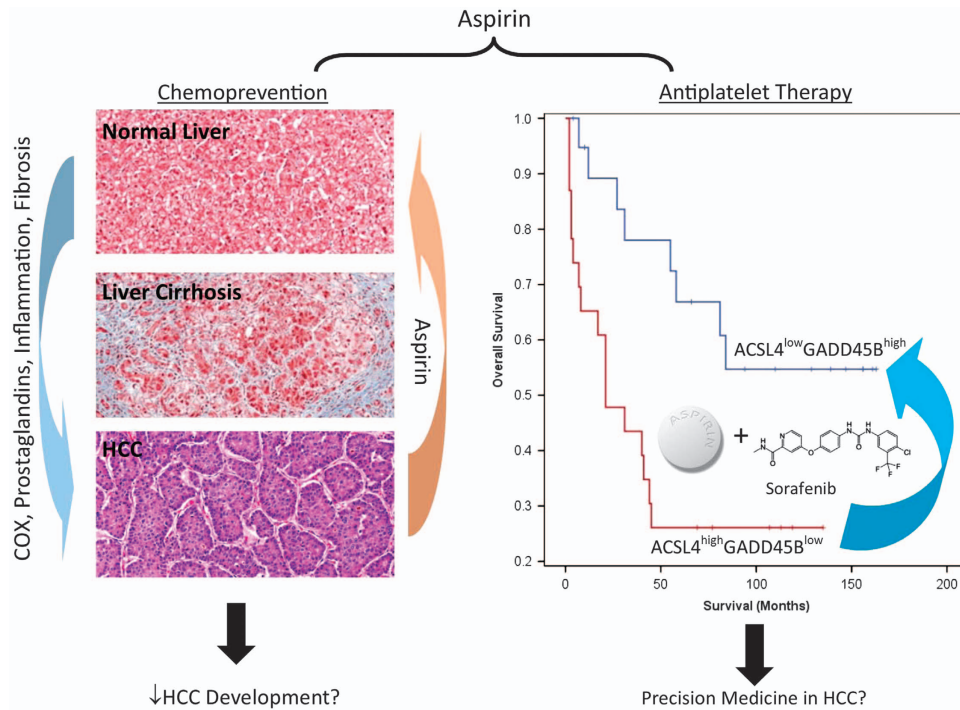 Aspirin
Chemoprevention
Normal Liver
Liver Cirrhosis
HCC
COX, Prostaglandins, Inflammation, Fibrosis
Aspirin
↓HCC Development?
Antiplatelet Therapy
1.0
0.9
0.8
0.7
0.6
0.5
0.4
0.3
0.2
Overall Survival
ACSL4lowGADD45Bhigh
ASPIRIN
+
H
N
N
O
O
H
N
H
N
O
Cl
F
F
F
Sorafenib
ACSL4highGADD45Blow
0 50 100 150 200
Survival (Months)
Precision Medicine in HCC?